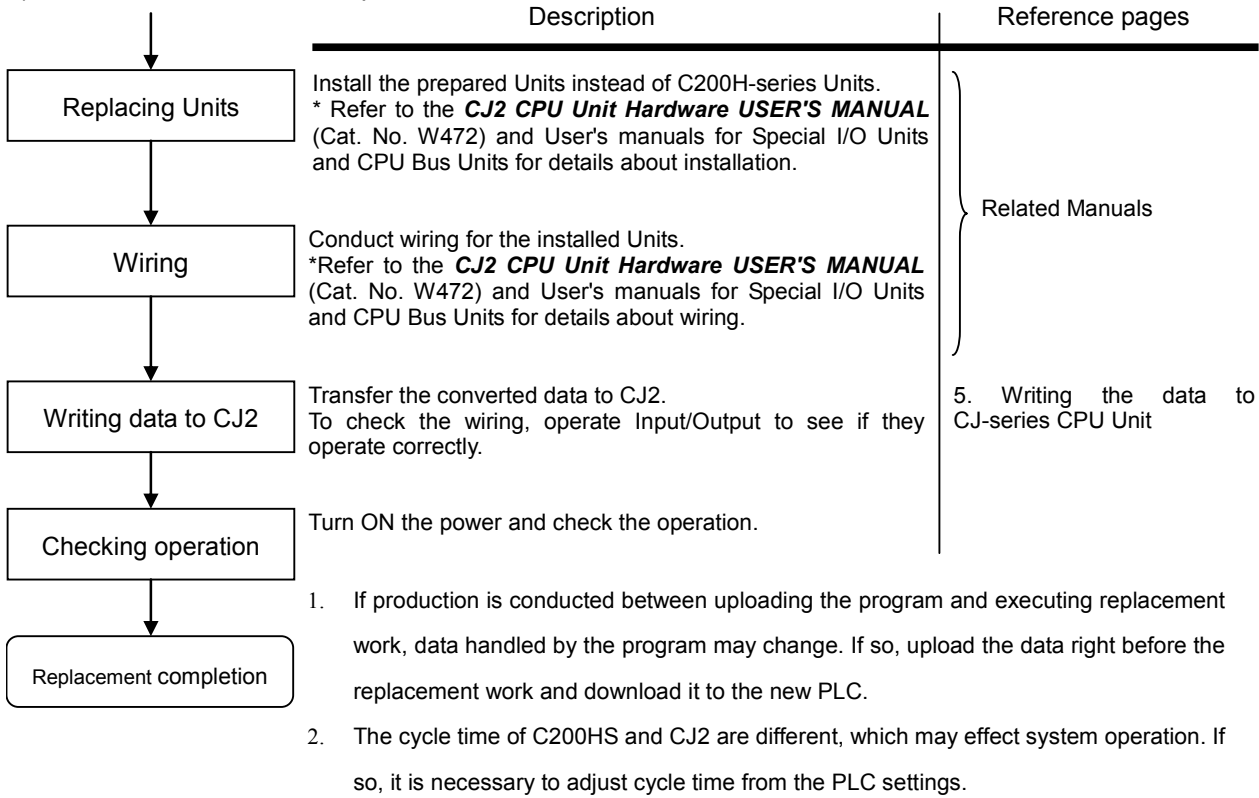 Description
Reference pages
Replacing Units
Install the prepared Units instead of C200H-series Units.
* Refer to the CJ2 CPU Unit Hardware USER'S MANUAL
(Cat. No. W472) and User's manuals for Special I/O Units
and CPU Bus Units for details about installation.
Related Manuals
Wiring
Conduct wiring for the installed Units.
*Refer to the CJ2 CPU Unit Hardware USER'S MANUAL
(Cat. No. W472) and User's manuals for Special I/O Units
and CPU Bus Units for details about wiring.
Writing data to CJ2
Transfer the converted data to CJ2.
To check the wiring, operate Input/Output to see if they
operate correctly.
5. Writing the data to
CJ-series CPU Unit
Checking operation
Turn ON the power and check the operation.
Replacement completion
1. If production is conducted between uploading the program and executing replacement
work, data handled by the program may change. If so, upload the data right before the
replacement work and download it to the new PLC.
2. The cycle time of C200HS and CJ2 are different, which may effect system operation. If
so, it is necessary to adjust cycle time from the PLC settings.